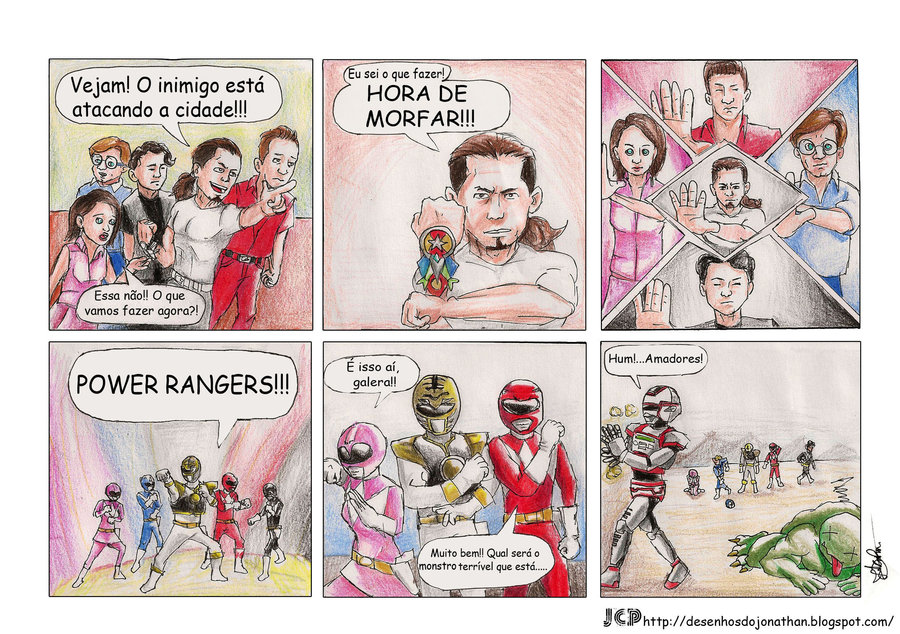 Vejam! O inimigo está
atacando a cidade!!!
Essa não!! O que
vamos fazer agora?!
Eu sei o que fazer!
HORA DE
MORFAR!!!
POWER RANGERS!!!
É isso aí,
galera!!
Muito bem!! Qual será o
monstro terrível que está.....
Hum!...Amadores!
JCP http://desenhosdojonathan.blogspot.com/